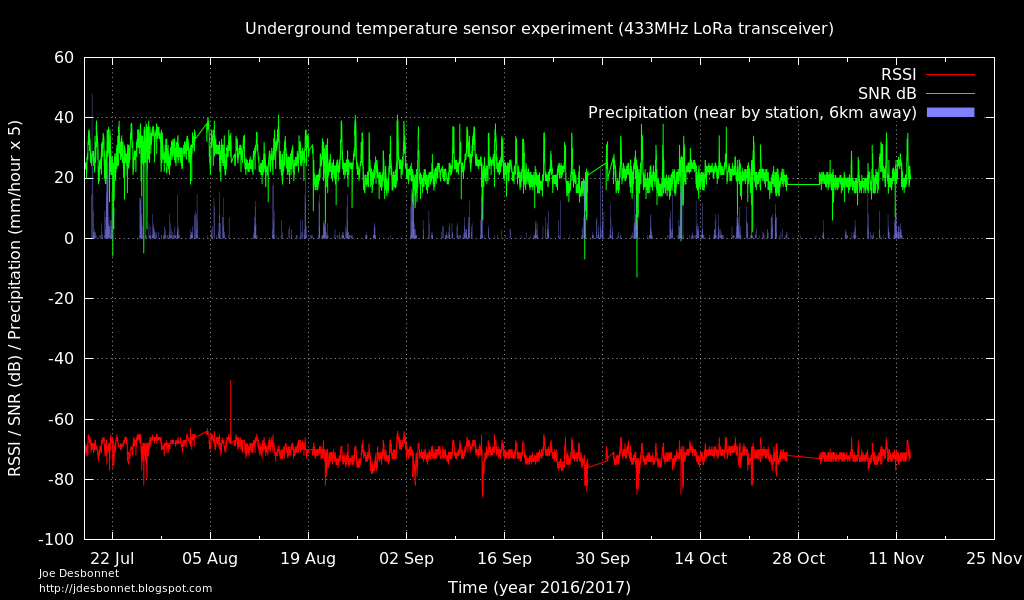 Underground temperature sensor experiment (433MHz LoRa transceiver)
RSSI / SNR (dB) / Precipitation (mm/hour x 5)
60
40
20
0
-20
-40
-60
-80
-100
RSSI
SNR dB
Precipitation (near by station, 6km away)
22 Jul 05 Aug 19 Aug 02 Sep 16 Sep 30 Sep 14 Oct 28 Oct 11 Nov 25 Nov
Time (year 2016/2017)
Joe Desbonnet
http://jdesbonnet.blogspot.com